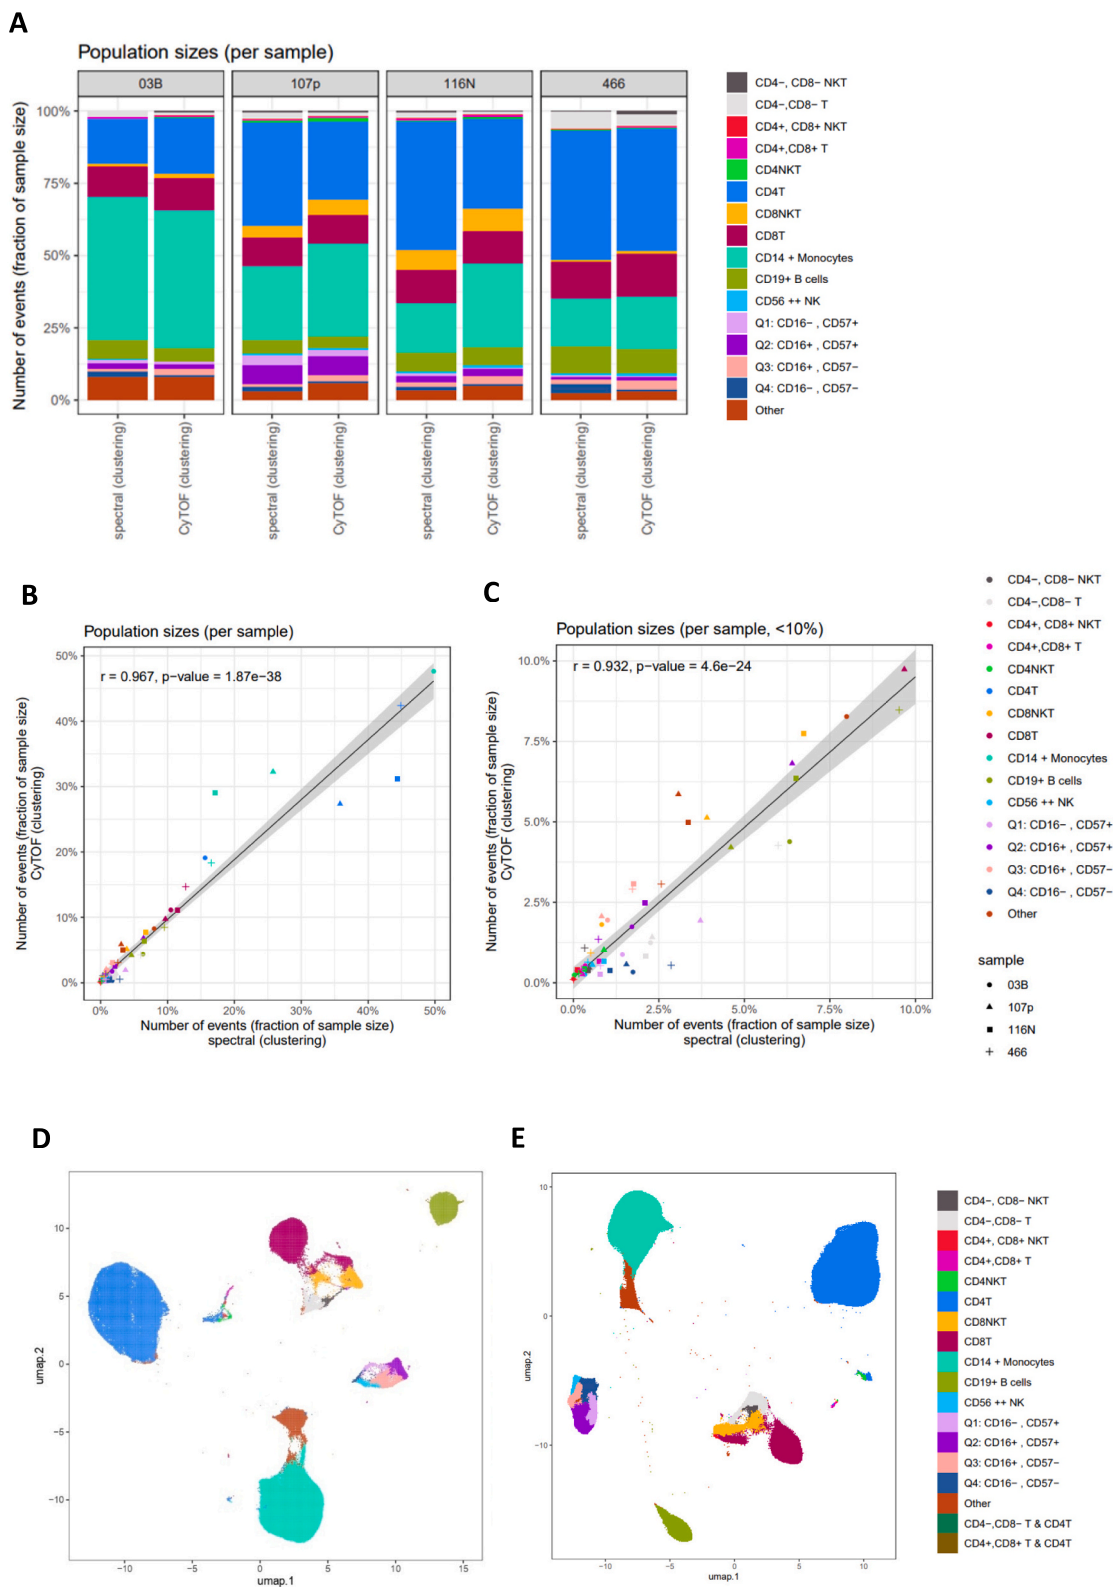 A
Population sizes (per sample)
03B
107p
116N
466
Number of events (fraction of sample size)
100%
75%
50%
25%
0%
spectral (clustering)
CyTOF (clustering)
spectral (clustering)
CyTOF (clustering)
spectral (clustering)
CyTOF (clustering)
spectral (clustering)
CyTOF (clustering)
CD4−, CD8− NKT
CD4−,CD8− T
CD4+, CD8+ NKT
CD4+,CD8+ T
CD4NKT
CD4T
CD8NKT
CD8T
CD14 + Monocytes
CD19+ B cells
CD56 ++ NK
Q1: CD16− , CD57+
Q2: CD16+ , CD57+
Q3: CD16+ , CD57−
Q4: CD16− , CD57−
Other
B
Population sizes (per sample)
r = 0.967, p−value = 1.87e−38
Number of events (fraction of sample size)
CyTOF (clustering)
50%
40%
30%
20%
10%
0%
0%
10%
20%
30%
40%
50%
Number of events (fraction of sample size)
spectral (clustering)
C
Population sizes (per sample, <10%)
r = 0.932, p−value = 4.6e−24
Number of events (fraction of sample size)
CyTOF (clustering)
10.0%
7.5%
5.0%
2.5%
0.0%
0.0%
2.5%
5.0%
7.5%
10.0%
Number of events (fraction of sample size)
spectral (clustering)
CD4−, CD8− NKT
CD4−,CD8− T
CD4+, CD8+ NKT
CD4+,CD8+ T
CD4NKT
CD4T
CD8NKT
CD8T
CD14 + Monocytes
CD19+ B cells
CD56 ++ NK
Q1: CD16− , CD57+
Q2: CD16+ , CD57+
Q3: CD16+ , CD57−
Q4: CD16− , CD57−
Other
sample
03B
107p
116N
466
D
umap.2
10
5
0
−5
−10
−10
−5
0
5
10
15
umap.1
E
umap.2
10
0
−10
−10
−5
0
5
10
umap.1
CD4−, CD8− NKT
CD4−,CD8− T
CD4+, CD8+ NKT
CD4+,CD8+ T
CD4NKT
CD4T
CD8NKT
CD8T
CD14 + Monocytes
CD19+ B cells
CD56 ++ NK
Q1: CD16− , CD57+
Q2: CD16+ , CD57+
Q3: CD16+ , CD57−
Q4: CD16− , CD57−
Other
CD4−,CD8− T & CD4T
CD4+,CD8+ T & CD4T